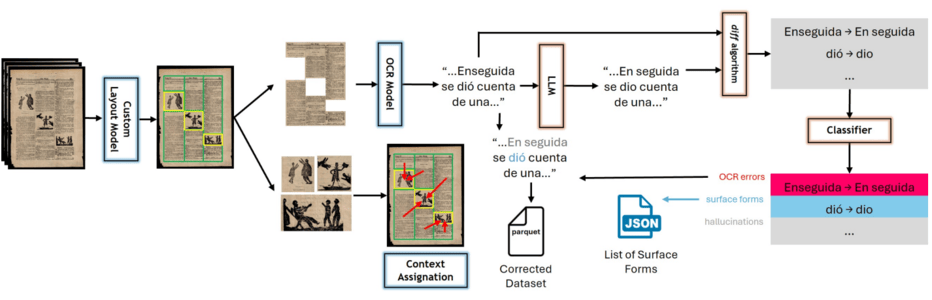 Custom
Layout Model
OCR Model
“...Enseguida
se dió cuenta
de una...”
LLM
“...En seguida
se dio cuenta
de una...”
diff algorithm
Enseguida → En seguida
dió → dio
...
Classifier
OCR errors
surface forms
hallucinations
Enseguida → En seguida
dió → dio
...
“...En seguida
se dió cuenta
de una...”
Context
Assignation
parquet
Corrected
Dataset
JSON
List of Surface
Forms